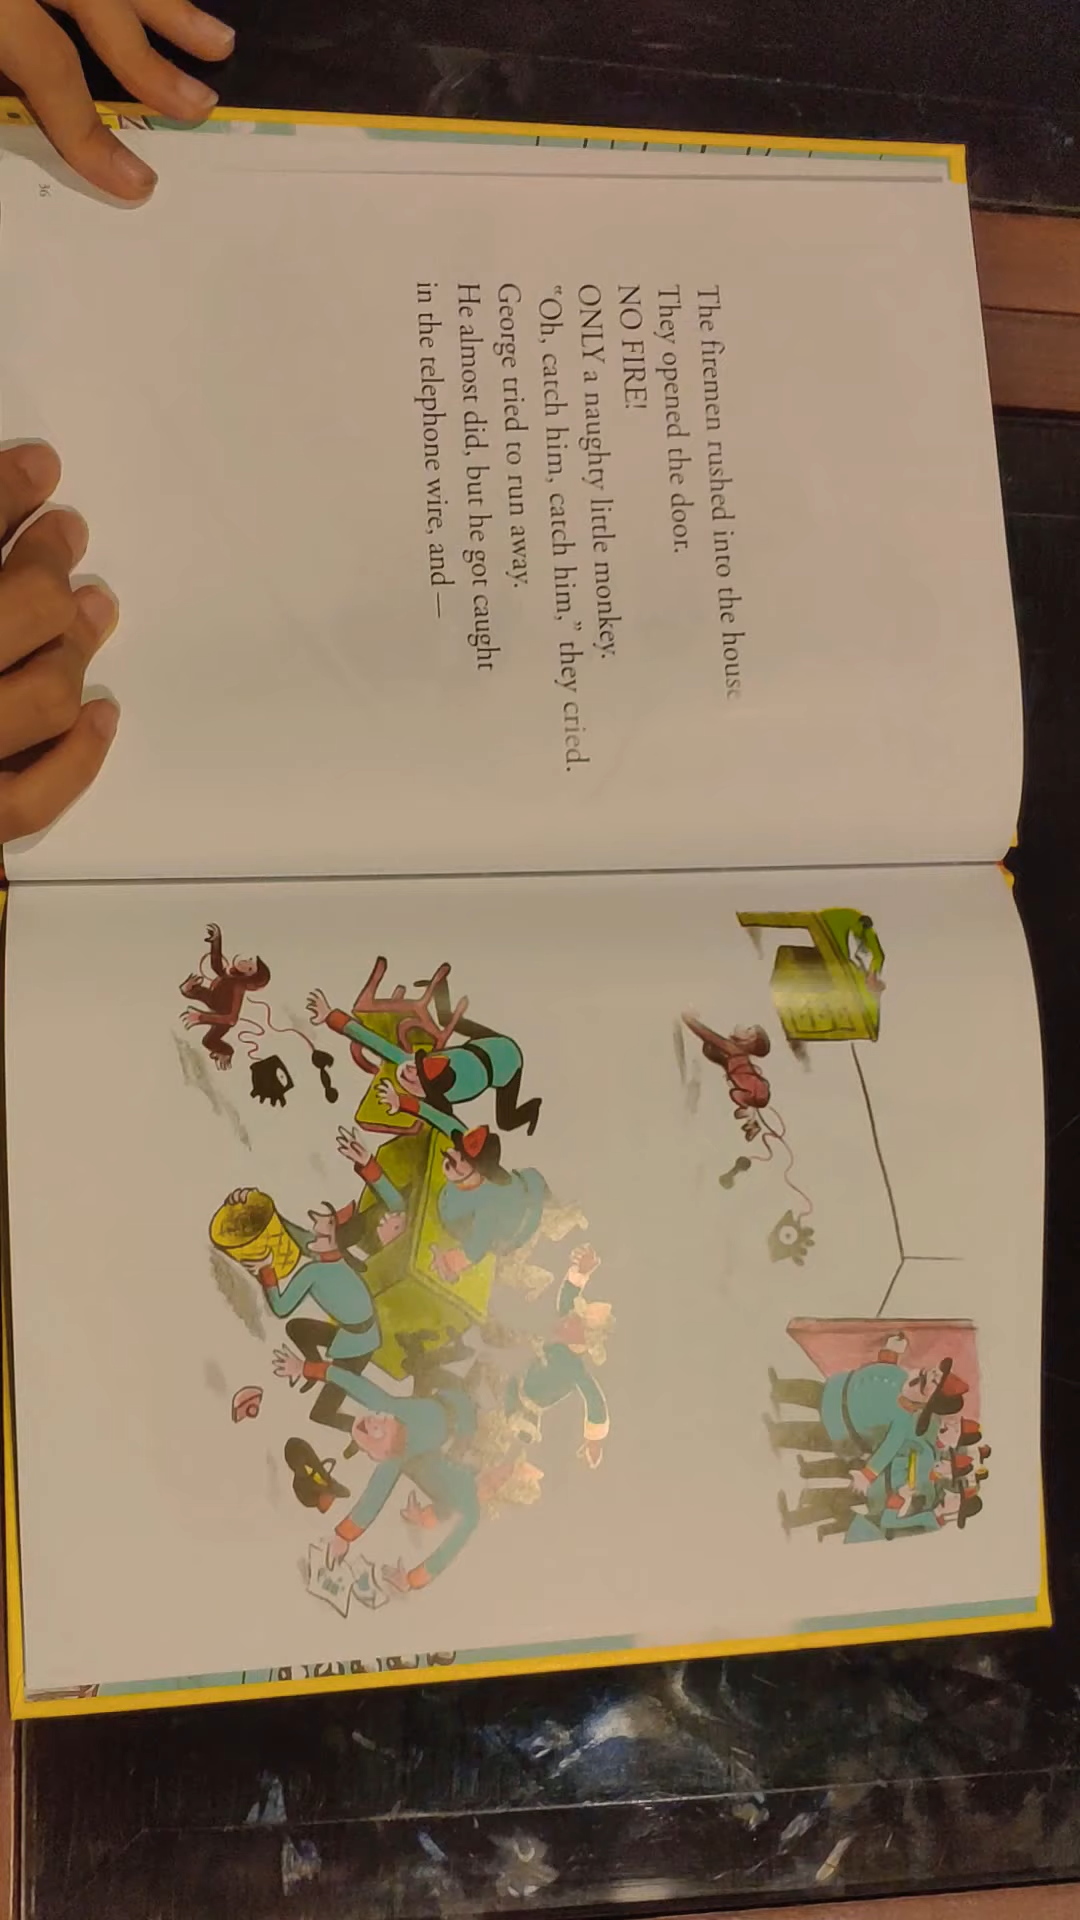 The firemen rushed into the house
They opened the door.
NO FIRE!
ONLY a naughty little monkey.
"Oh, catch him, catch him," they cried.
George tried to run away.
He almost did, but he got caught
in the telephone wire, and —
36